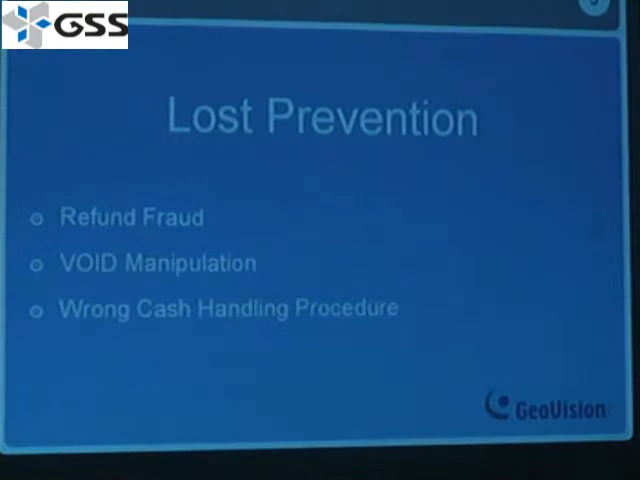 GSS
Lost Prevention
Refund Fraud
VOID Manipulation
Wrong Cash Handling Procedure
GeoVision